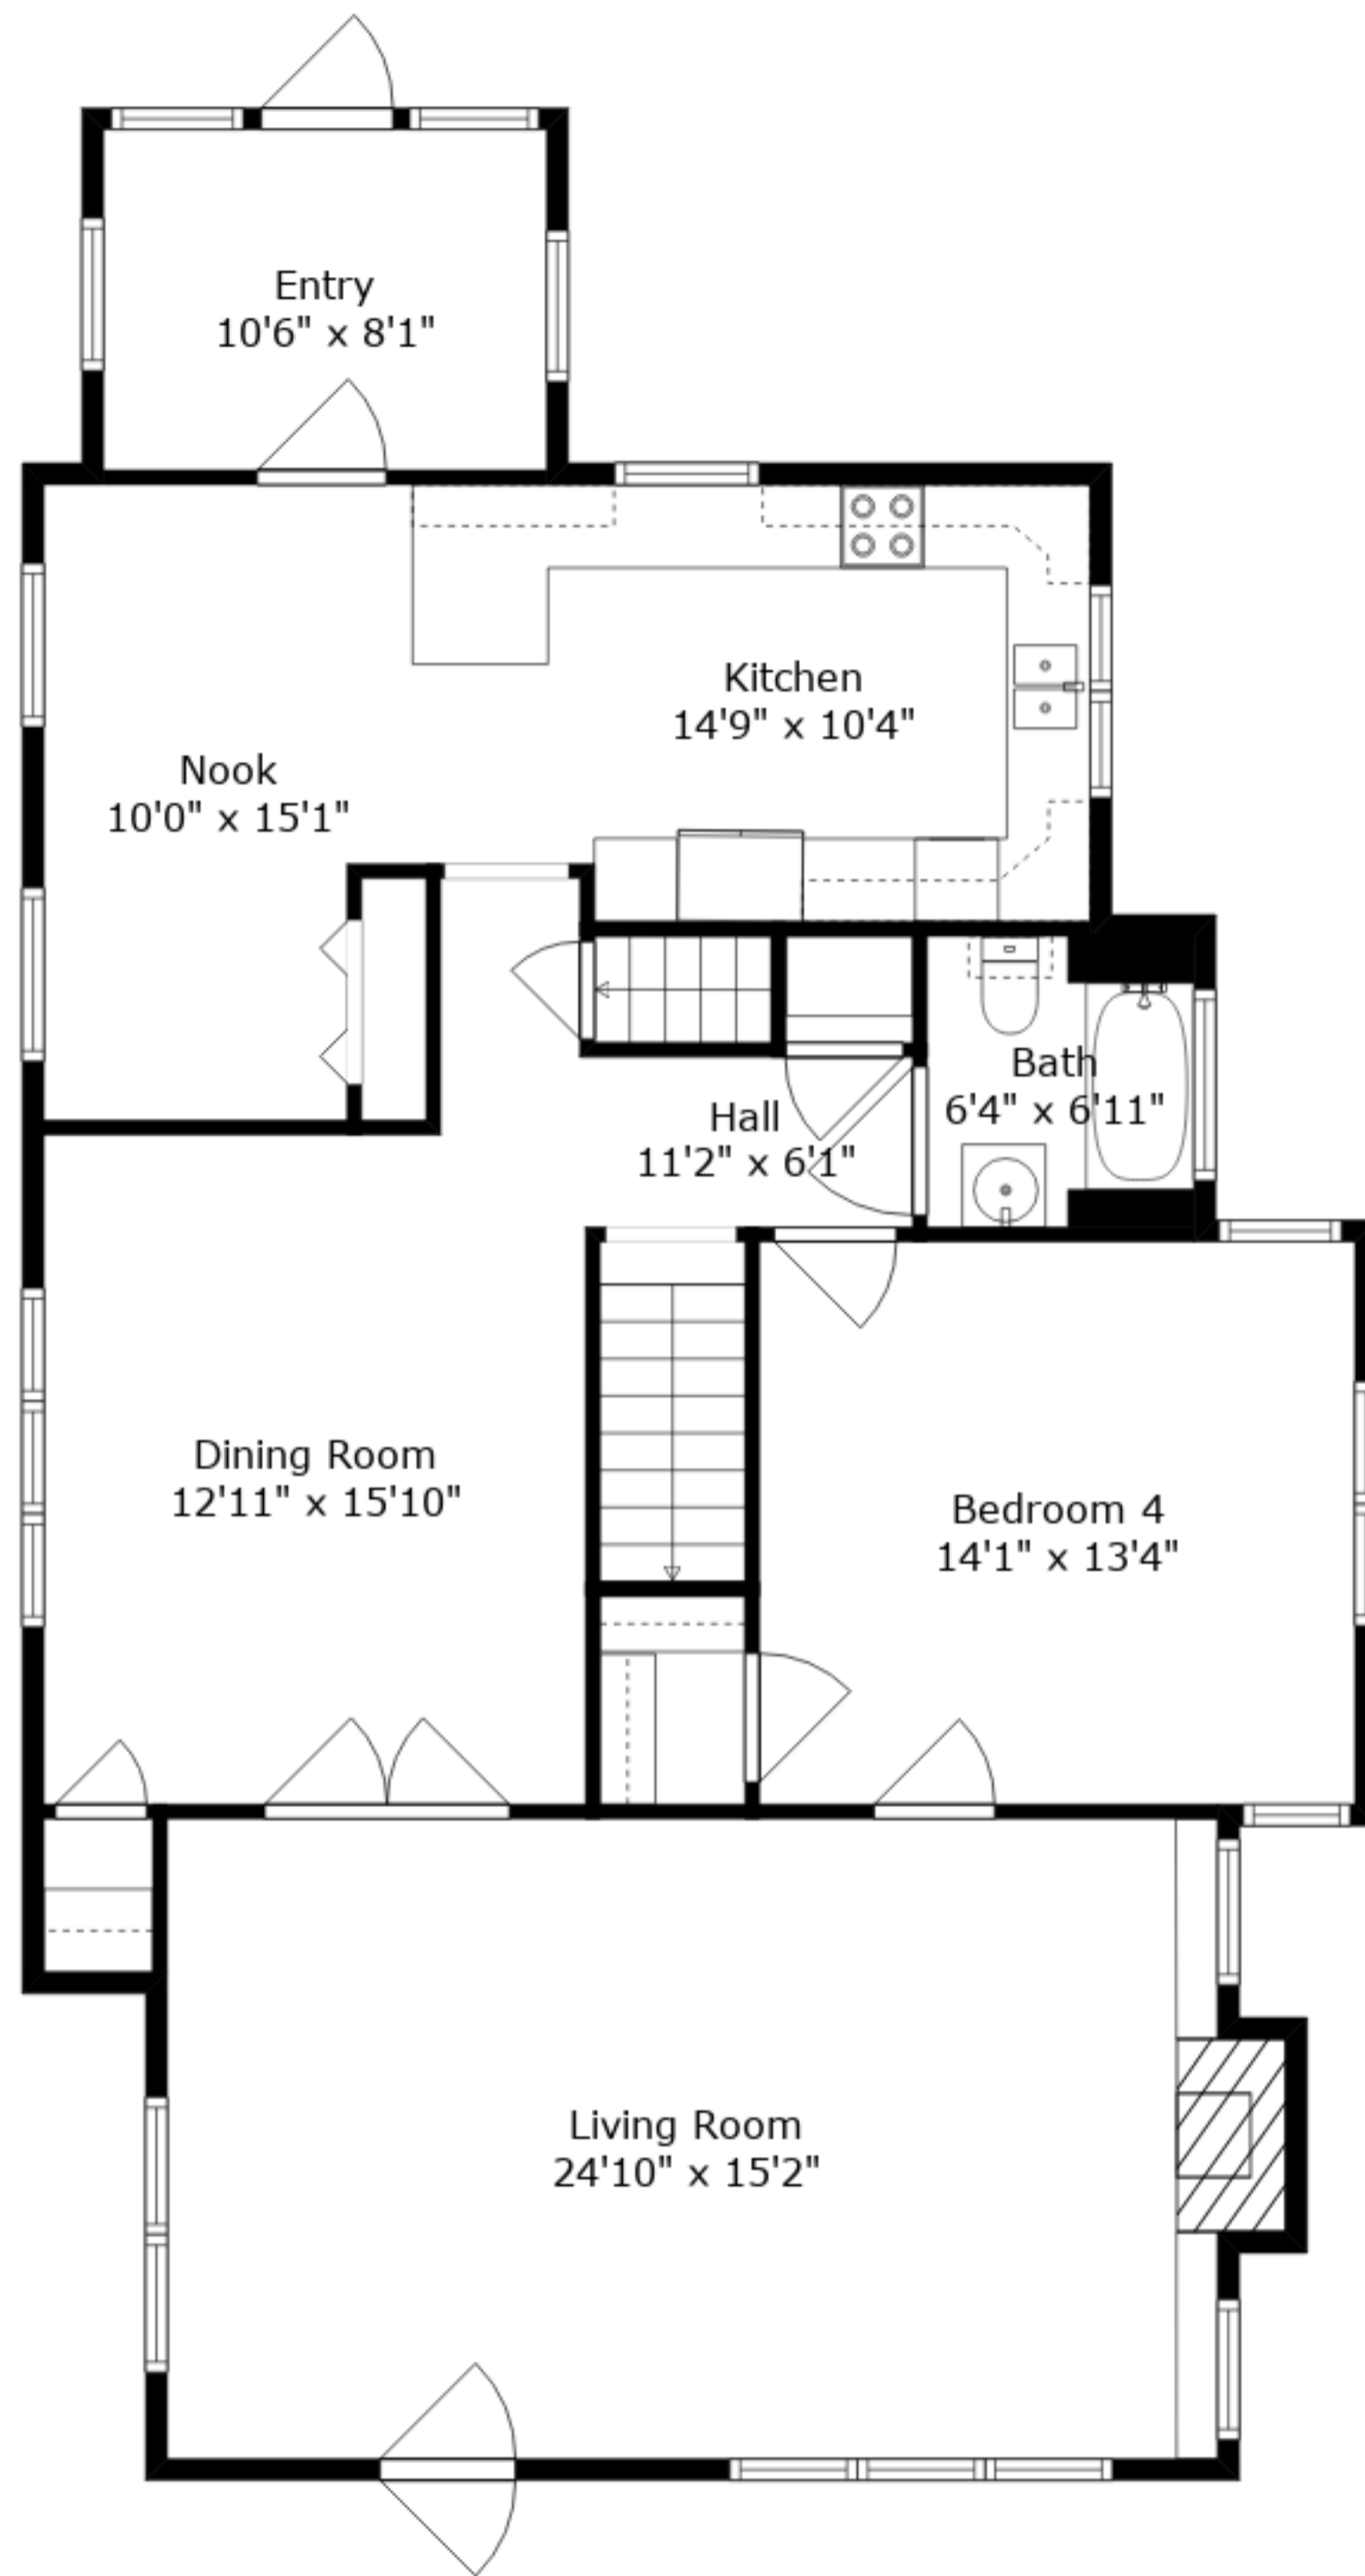 Entry
10'6" x 8'1"
Kitchen
14'9" x 10'4"
Nook
10'0" x 15'1"
Bath
6'4" x 6'11"
Hall
11'2" x 6'1"
Dining Room
12'11" x 15'10"
Bedroom 4
14'1" x 13'4"
Living Room
24'10" x 15'2"